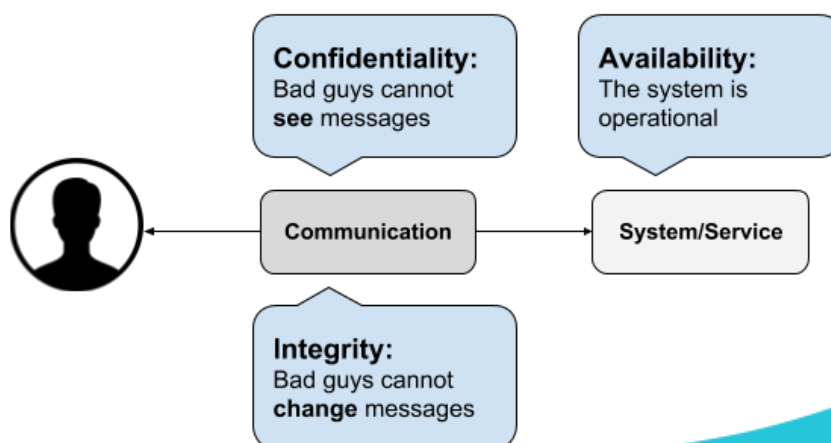 Confidentiality:
Bad guys cannot
see messages
Availability:
The system is
operational
Communication
System/Service
Integrity:
Bad guys cannot
change messages